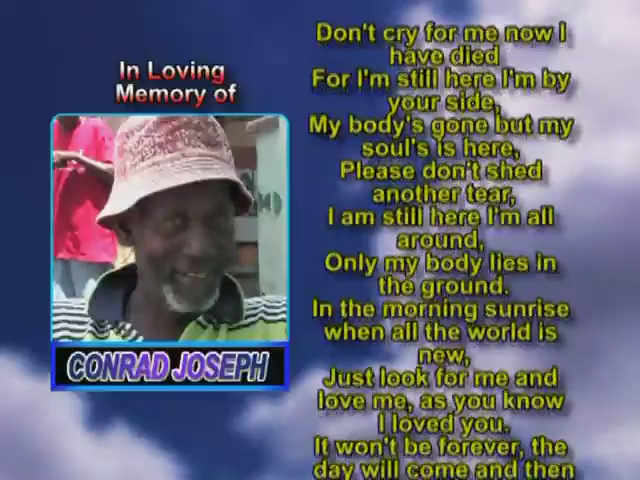 In Loving
Memory of
CONRAD JOSEPH
Don't cry for me now I
have died
For I'm still here I'm by
your side,
My body's gone but my
soul's is here,
Please don't shed
another tear,
I am still here I'm all
around,
Only my body lies in
the ground.
In the morning sunrise
when all the world is
new,
Just look for me and
love me, as you know
I loved you.
It won't be forever, the
day will come and then